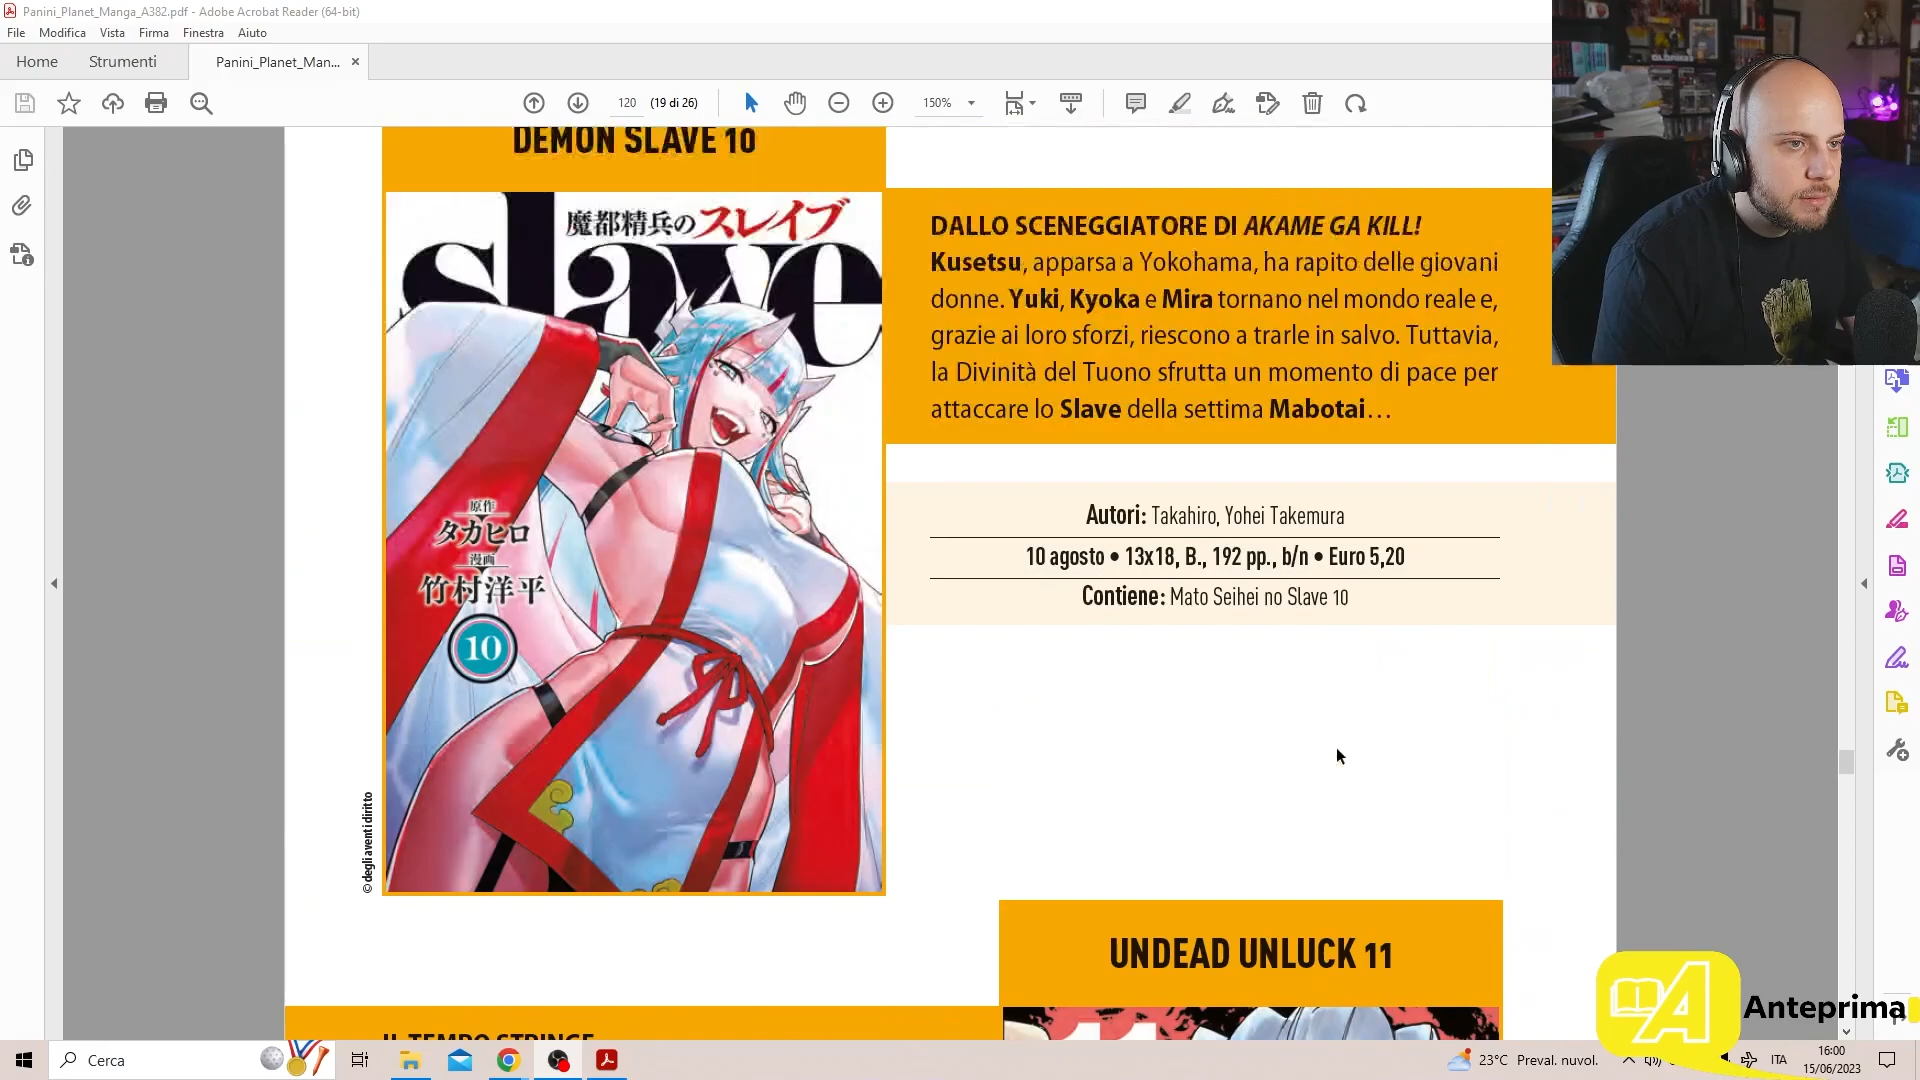 Panini_Planet_Manga_A382.pdf - Adobe Acrobat Reader (64-bit)
File Modifica Vista Firma Finestra Aiuto
Home Strumenti Panini_Planet_Man... ×
120 (19 di 26) 150%
DEMON SLAVE 10
魔都精兵のスレイブ
slave
原作
タカヒロ
漫画
竹村洋平
10
© degli aventi diritto
DALLO SCENEGGIATORE DI AKAME GA KILL!
Kusetsu, apparsa a Yokohama, ha rapito delle giovani
donne. Yuki, Kyoka e Mira tornano nel mondo reale e,
grazie ai loro sforzi, riescono a trarle in salvo. Tuttavia,
la Divinità del Tuono sfrutta un momento di pace per
attaccare lo Slave della settima Mabotai…
Autori: Takahiro, Yohei Takemura
10 agosto • 13x18, B., 192 pp., b/n • Euro 5,20
Contiene: Mato Seihei no Slave 10
UNDEAD UNLUCK 11
IL TEMPO STRINGE
A
Anteprima
Cerca
23°C Preval. nuvol.
ITA
16:00
15/06/2023